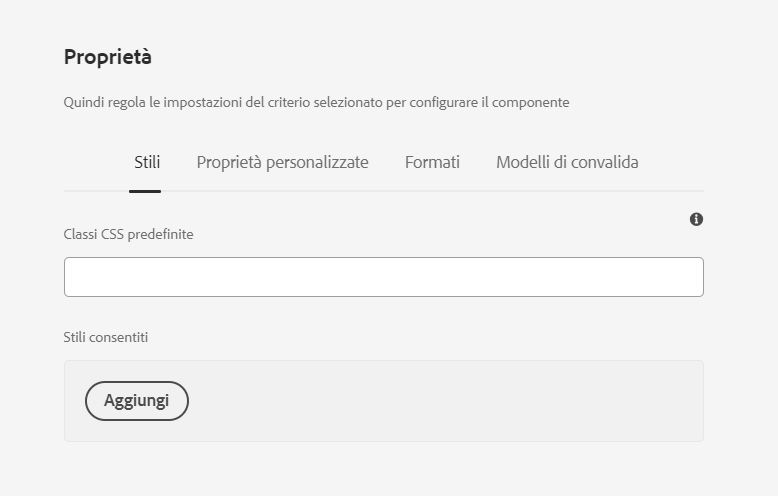 Proprietà
Quindi regola le impostazioni del criterio selezionato per configurare il componente
Stili Proprietà personalizzate Formati Modelli di convalida
Classi CSS predefinite
Stili consentiti
Aggiungi